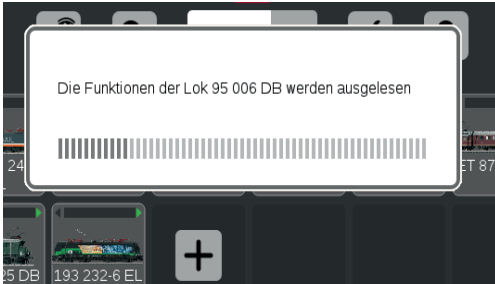 Die Funktionen der Lok 95 006 DB werden ausgelesen
24
ET 87
25 DB
193 232-6 EL